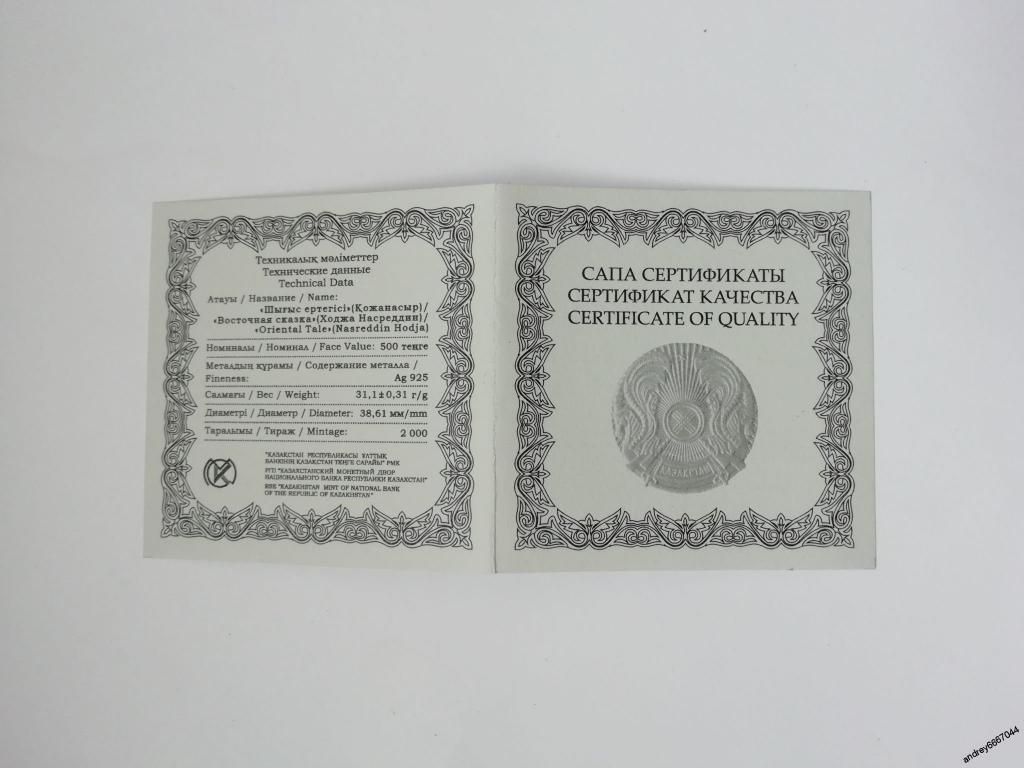 Техникалық мәліметтер
Технические данные
Technical Data
Атауы / Название / Name:
«Шығыс ертегісі»(Қожанасыр)/
«Восточная сказка»(Ходжа Насреддин)/
«Oriental Tale»(Nasreddin Hodja)
Номиналы / Номинал / Face Value: 500 теңге
Металдың құрамы / Содержание металла /
Fineness: Ag 925
Салмағы / Вес / Weight: 31,1±0,31 г/g
Диаметрі / Диаметр / Diameter: 38,61 мм/mm
Таралымы / Тираж / Mintage: 2 000
"ҚАЗАҚСТАН РЕСПУБЛИКАСЫ ҰЛТТЫҚ
БАНКІНІҢ ҚАЗАҚСТАН ТЕҢГЕ САРАЙЫ" РМК
РГП "КАЗАХСТАНСКИЙ МОНЕТНЫЙ ДВОР
НАЦИОНАЛЬНОГО БАНКА РЕСПУБЛИКИ КАЗАХСТАН"
RSE "KAZAKHSTAN MINT OF NATIONAL BANK
OF THE REPUBLIC OF KAZAKHSTAN"
САПА СЕРТИФИКАТЫ
СЕРТИФИКАТ КАЧЕСТВА
CERTIFICATE OF QUALITY
ҚАЗАҚСТАН
andrey6667044